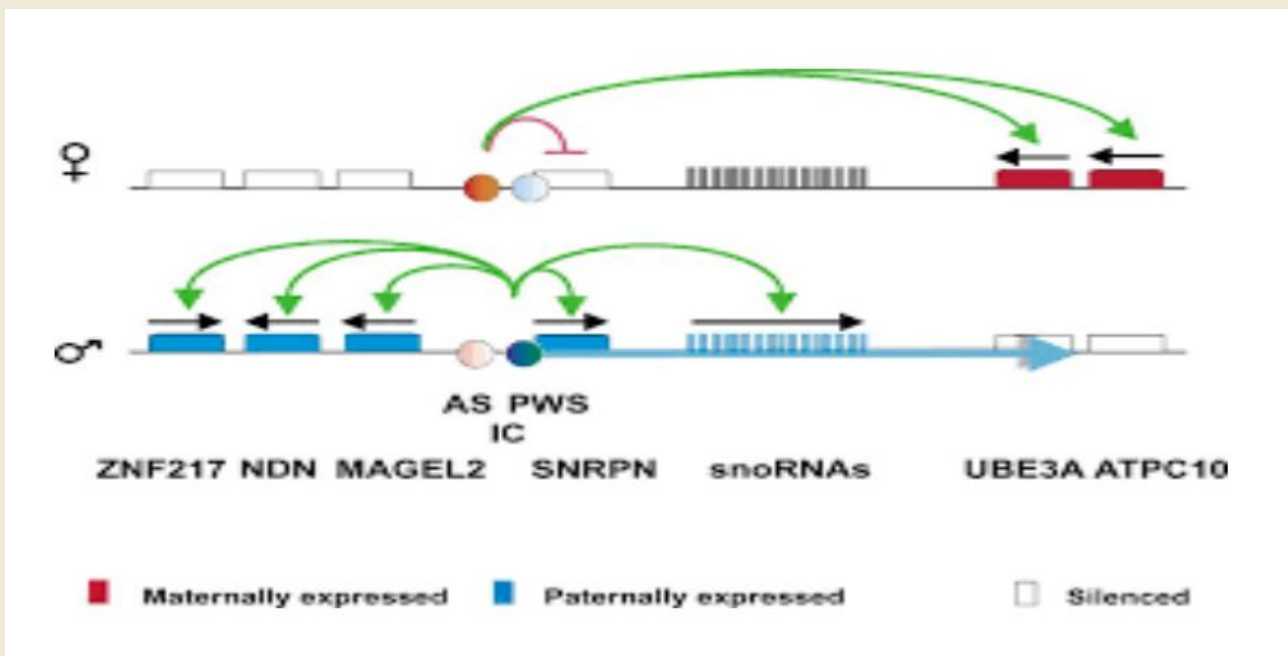 ♀
♂
AS PWS
IC
ZNF217 NDN MAGEL2 SNRPN snoRNAs UBE3A ATPC10
Maternally expressed Paternally expressed Silenced